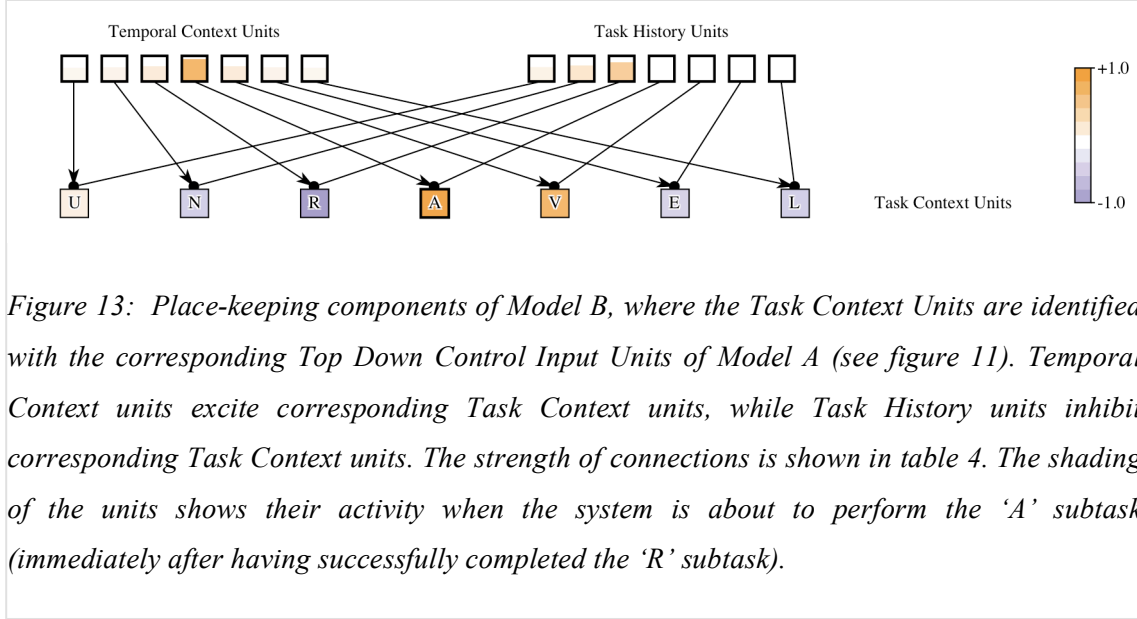 Temporal Context Units
Task History Units
+1.0
U
N
R
A
V
E
L
Task Context Units
-1.0
Figure 13: Place-keeping components of Model B, where the Task Context Units are identified
with the corresponding Top Down Control Input Units of Model A (see figure 11). Temporal
Context units excite corresponding Task Context units, while Task History units inhibit
corresponding Task Context units. The strength of connections is shown in table 4. The shading
of the units shows their activity when the system is about to perform the ‘A’ subtask
(immediately after having successfully completed the ‘R’ subtask).